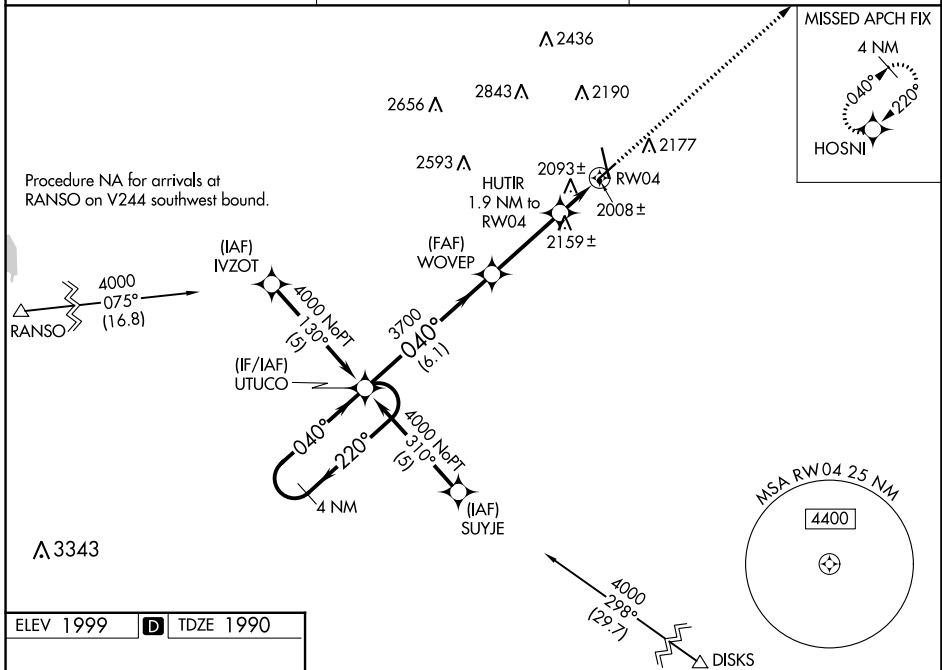 MISSED APCH FIX
4 NM
040°
220°
HOSNI
2436
2843
2190
2656
2593
2177
2093±
RW04
HUTIR
1.9 NM to
RW04
2008±
2159±
Procedure NA for arrivals at
RANSO on V244 southwest bound.
(FAF)
WOVEP
(IAF)
IVZOT
4000
075°
(16.8)
RANSO
4000 NoPT
130°
(5)
3700
040°
(6.1)
(IF/IAF)
UTUCO
040°
220°
4 NM
4000 NoPT
310°
(5)
(IAF)
SUYJE
MSA RW04 25 NM
4400
3343
4000
298°
(29.7)
DISKS
ELEV 1999 D TDZE 1990